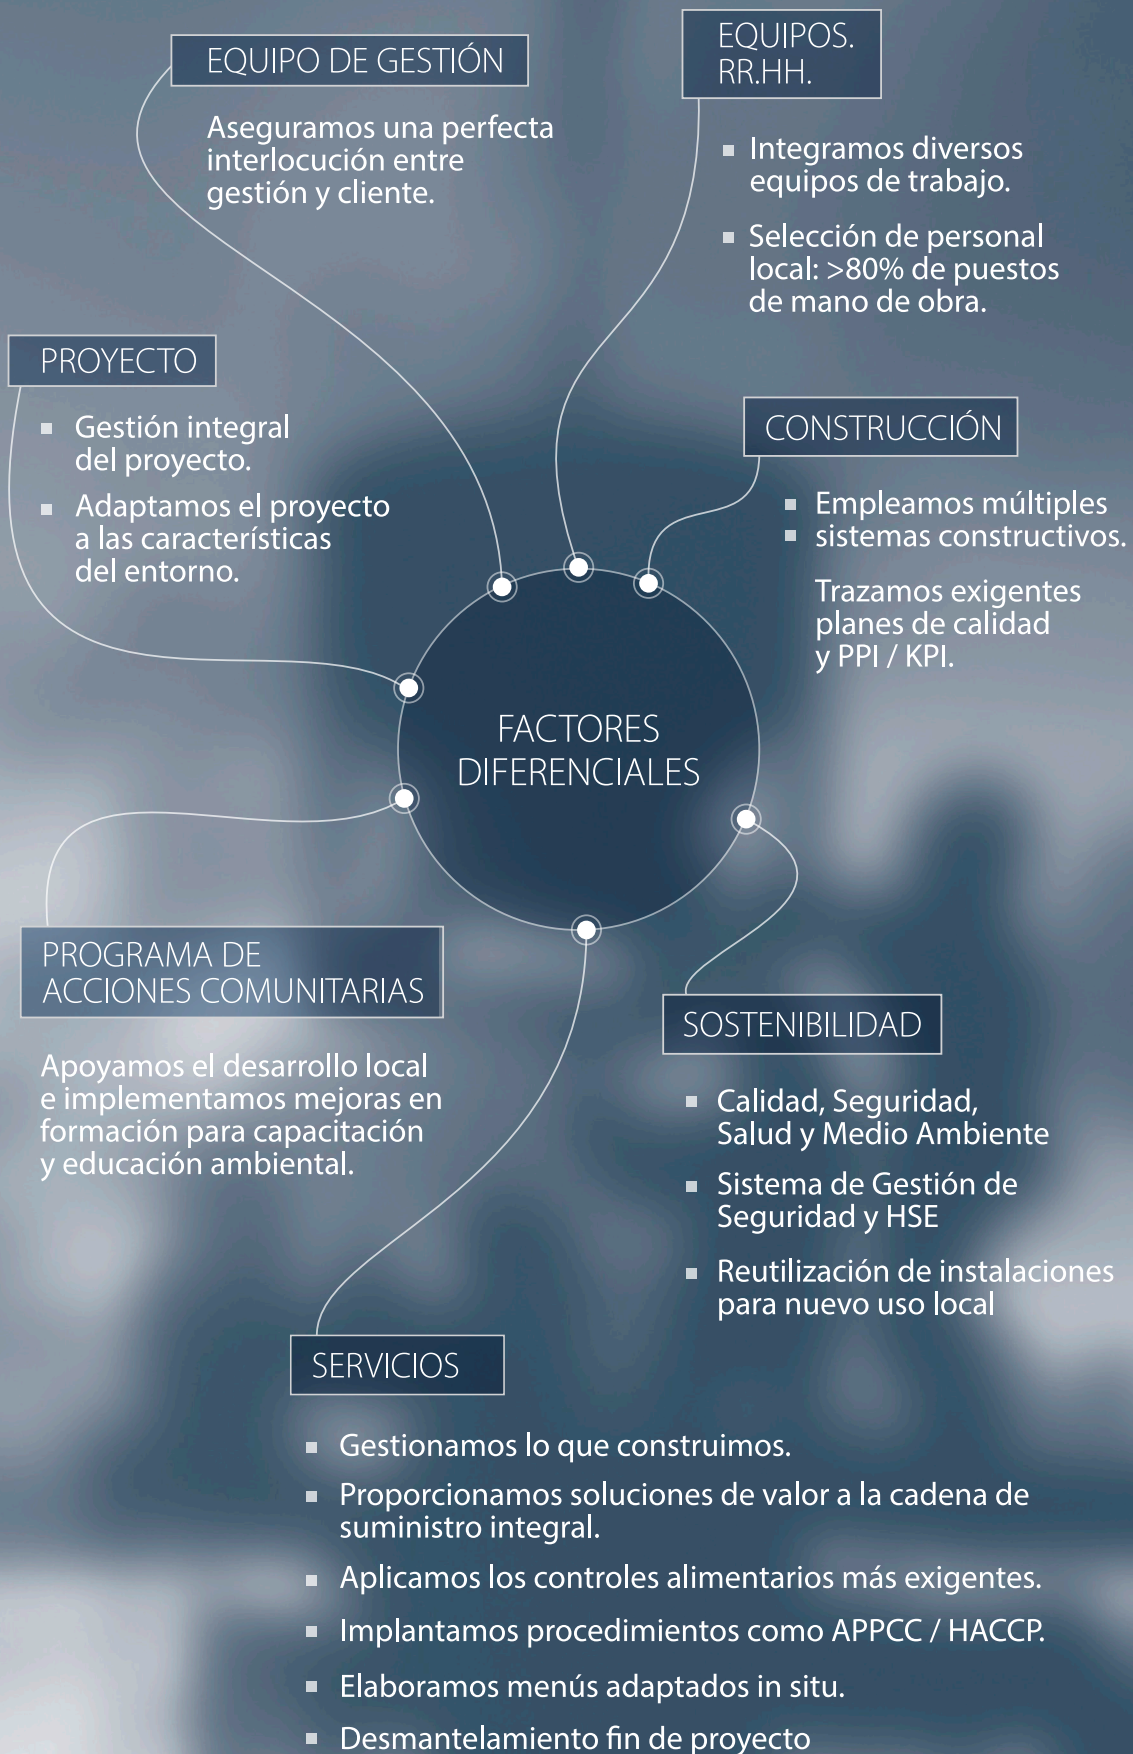 EQUIPO DE GESTIÓN
Aseguramos una perfecta
interlocución entre
gestión y cliente.
EQUIPOS.
RR.HH.
▪ Integramos diversos
equipos de trabajo.
▪ Selección de personal
local: >80% de puestos
de mano de obra.
PROYECTO
▪ Gestión integral
del proyecto.
▪ Adaptamos el proyecto
a las características
del entorno.
CONSTRUCCIÓN
▪ Empleamos múltiples
▪ sistemas constructivos.
Trazamos exigentes
planes de calidad
y PPI / KPI.
FACTORES
DIFERENCIALES
PROGRAMA DE
ACCIONES COMUNITARIAS
Apoyamos el desarrollo local
e implementamos mejoras en
formación para capacitación
y educación ambiental.
SOSTENIBILIDAD
▪ Calidad, Seguridad,
Salud y Medio Ambiente
▪ Sistema de Gestión de
Seguridad y HSE
▪ Reutilización de instalaciones
para nuevo uso local
SERVICIOS
▪ Gestionamos lo que construimos.
▪ Proporcionamos soluciones de valor a la cadena de
suministro integral.
▪ Aplicamos los controles alimentarios más exigentes.
▪ Implantamos procedimientos como APPCC / HACCP.
▪ Elaboramos menús adaptados in situ.
▪ Desmantelamiento fin de proyecto